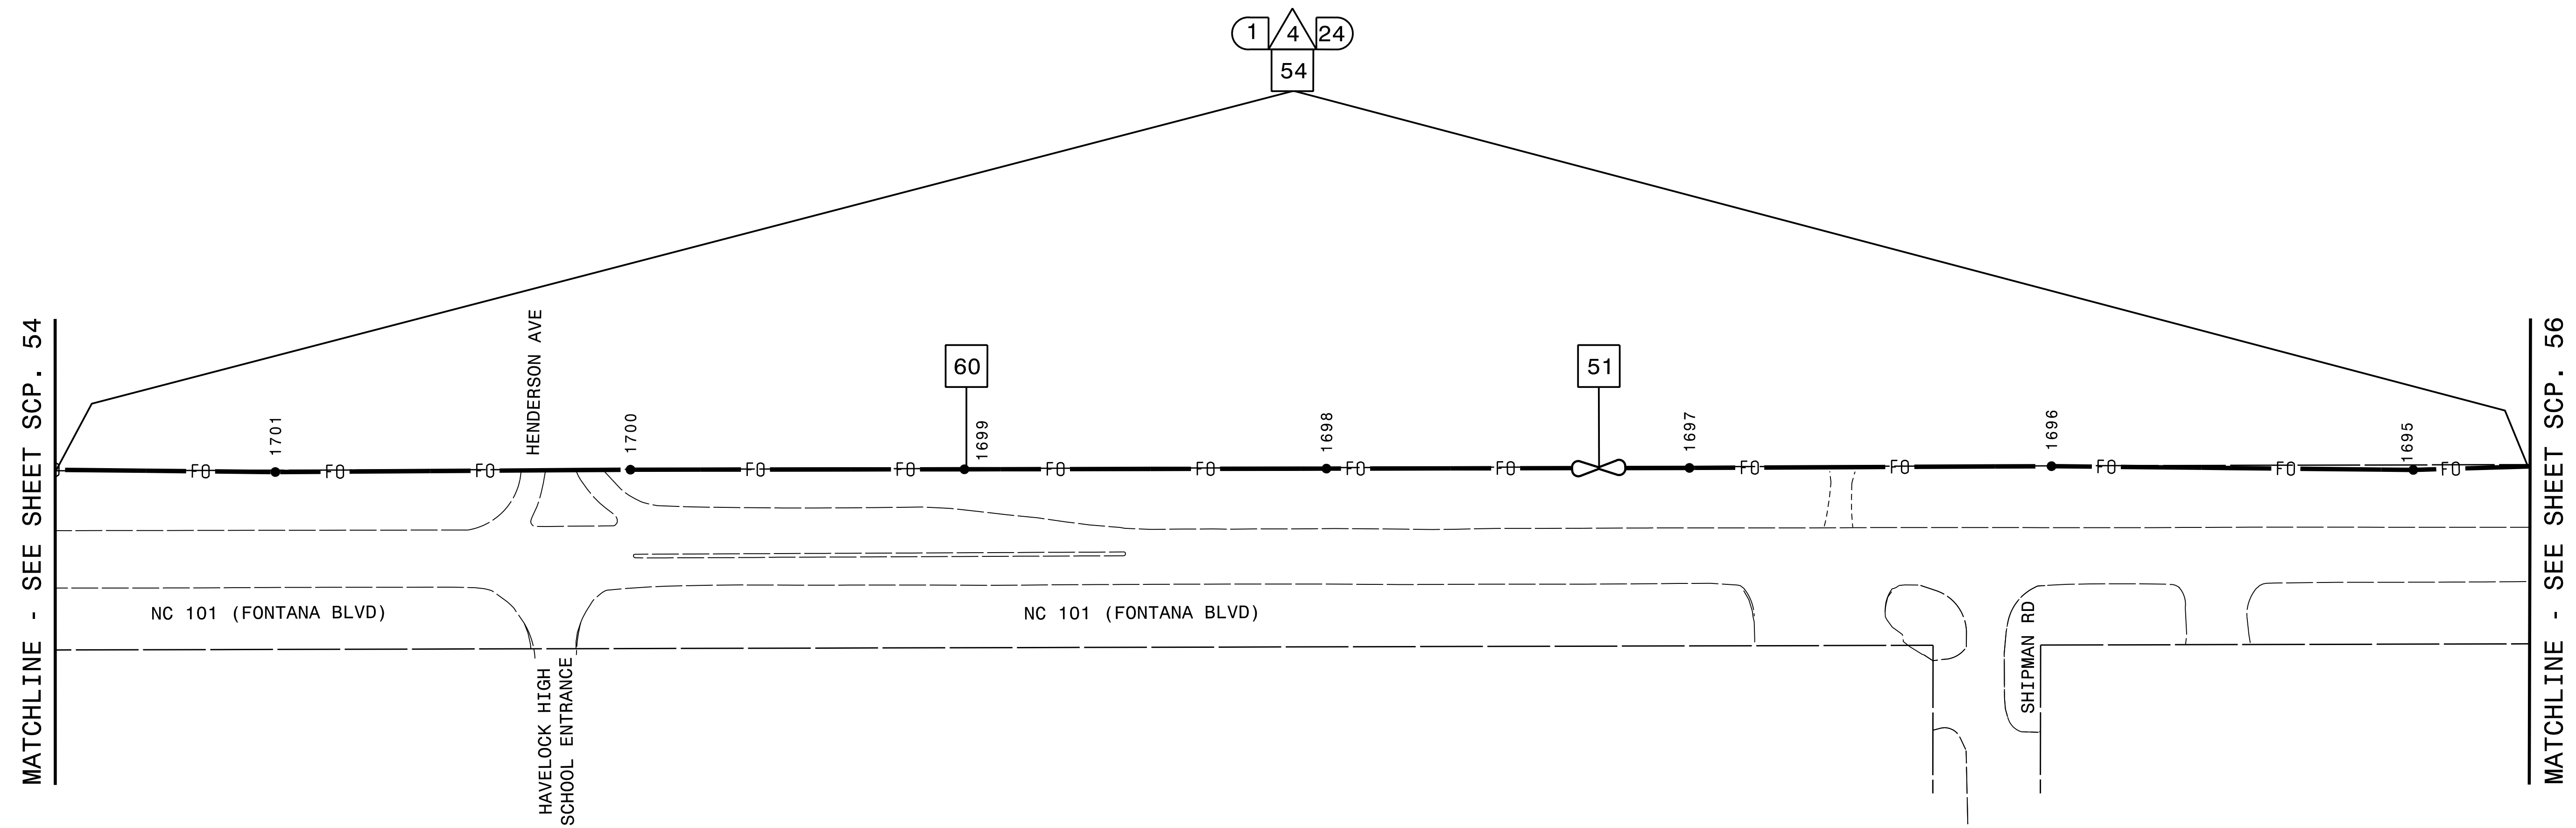 1 4 24
54
MATCHLINE - SEE SHEET SCP. 54
HENDERSON AVE
60
51
1701
1700
1699
1698
1697
1696
1695
FO FO FO FO FO FO FO FO FO FO FO FO FO FO
NC 101 (FONTANA BLVD)
NC 101 (FONTANA BLVD)
HAVELOCK HIGH
SCHOOL ENTRANCE
SHIPMAN RD
MATCHLINE - SEE SHEET SCP. 56